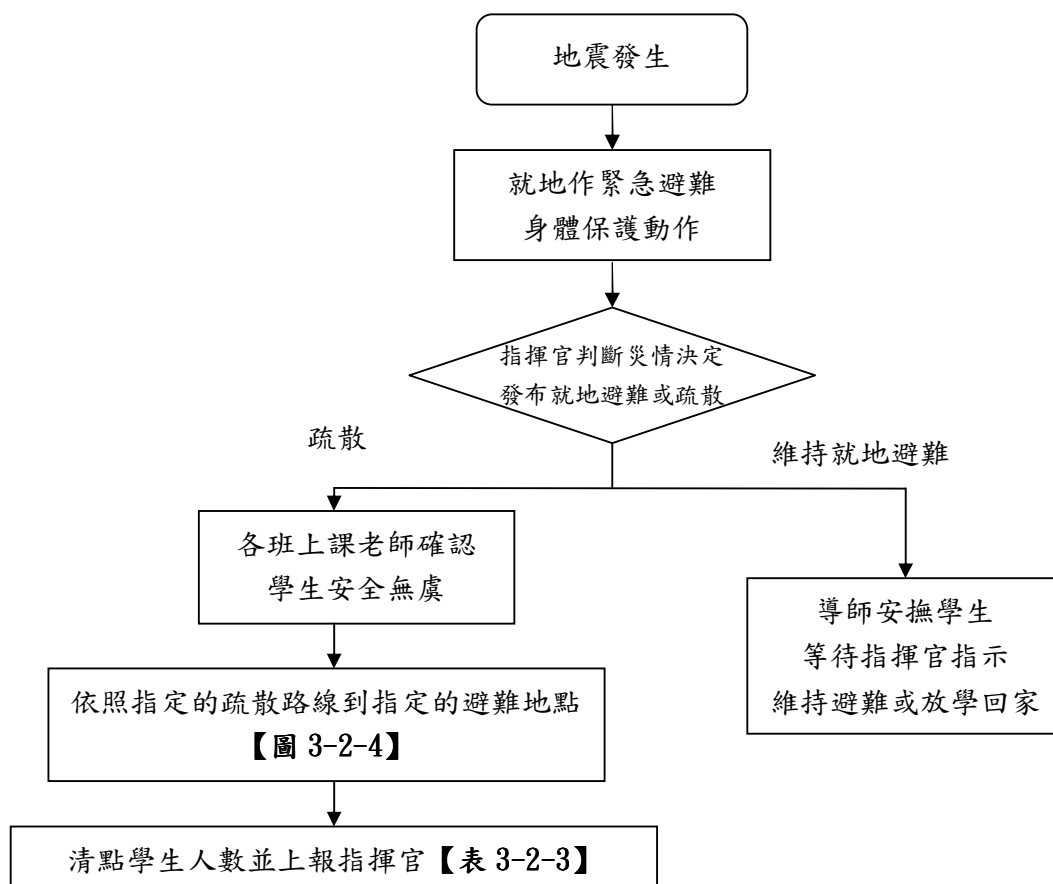 地震發生
就地作緊急避難
身體保護動作
指揮官判斷災情決定
發布就地避難或疏散
疏散
維持就地避難
各班上課老師確認
學生安全無虞
導師安撫學生
等待指揮官指示
維持避難或放學回家
依照指定的疏散路線到指定的避難地點
【圖 3-2-4】
清點學生人數並上報指揮官【表 3-2-3】